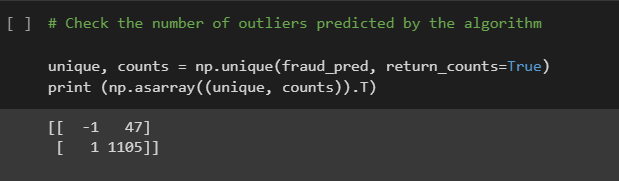 [ ] # Check the number of outliers predicted by the algorithm
unique, counts = np.unique(fraud_pred, return_counts=True)
print (np.asarray((unique, counts)).T)
[[  -1   47]
 [   1 1105]]